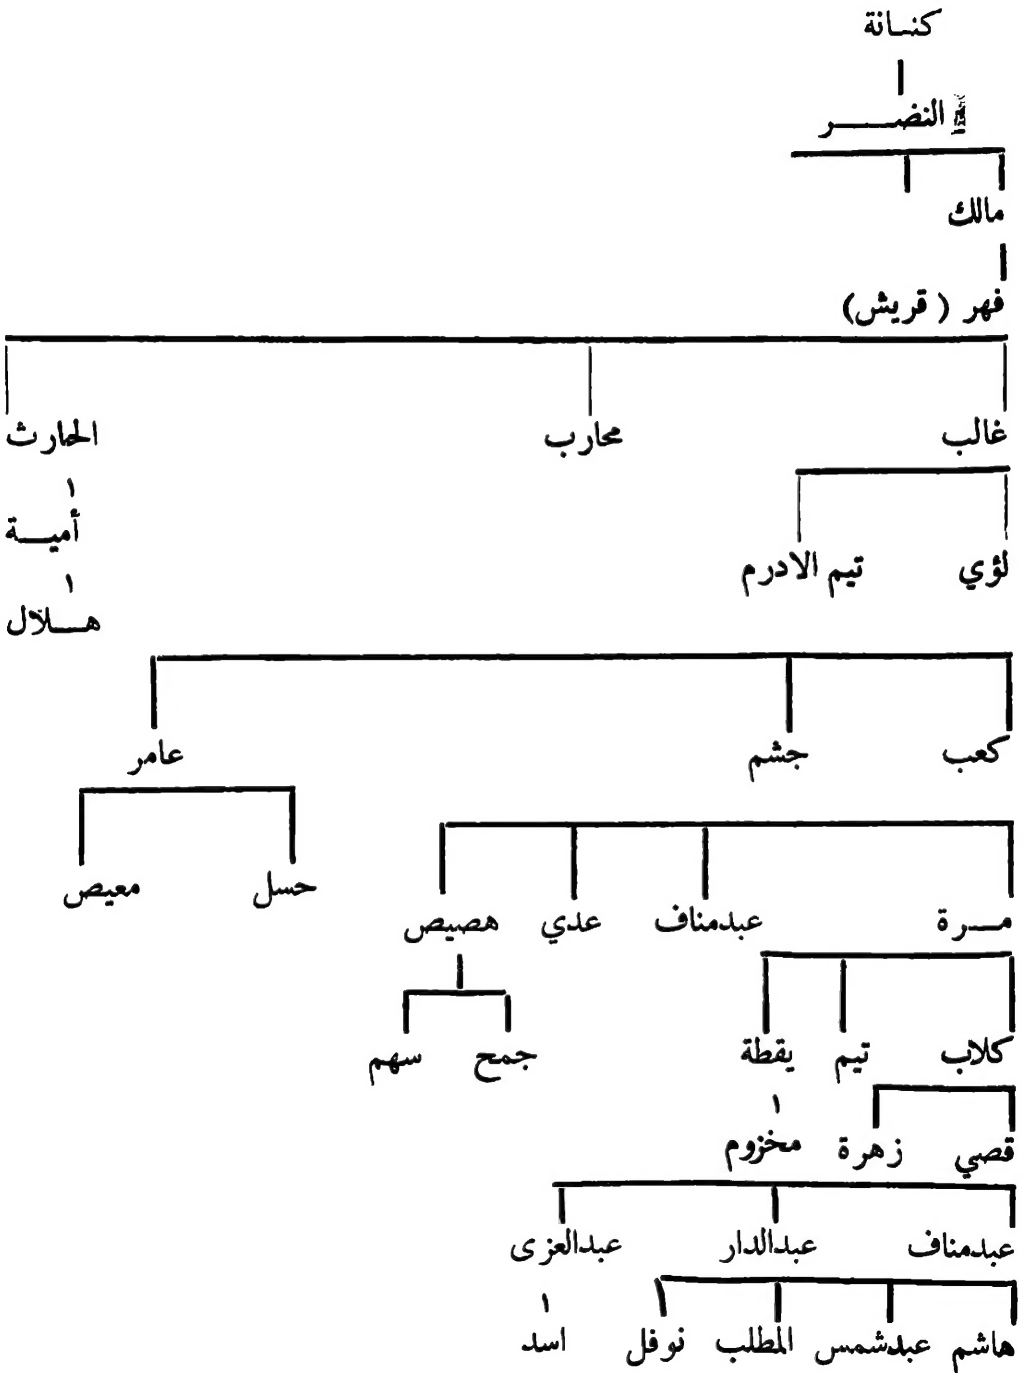 كنانة
النضر
مالك
فهر (قريش)
غالب محارب الحارث
أمية
لؤي تيم الادرم
هلال
كعب جشم عامر
حسل معيص
مرة عبدمناف عدي هصيص
كلاب تيم يقطة جمح سهم
قصي زهرة مخزوم
عبدمناف عبدالدار عبدالعزى
هاشم عبدشمس المطلب نوفل اسد